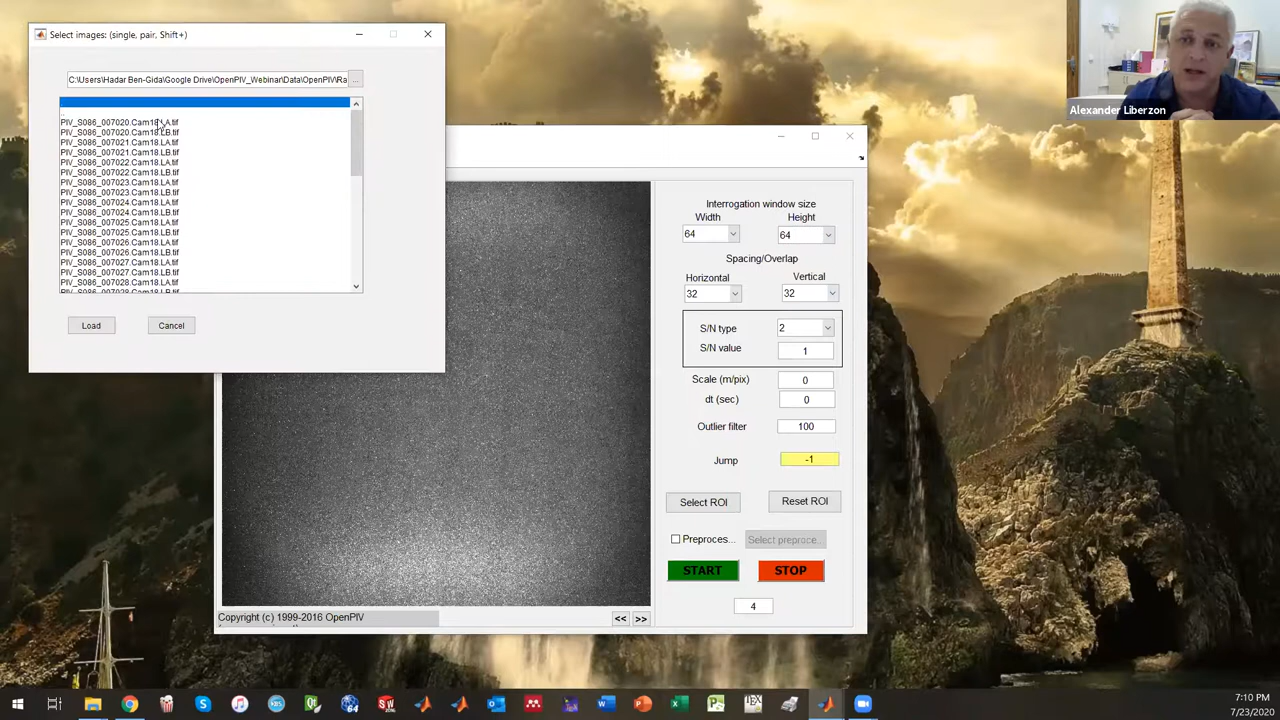 Select images: (single, pair, Shift+)
C:\Users\Hadar Ben-Gida\Google Drive\OpenPIV_Webinar\Data\OpenPIV\Ra
...
..
PIV_S086_007020.Cam18.LA.tif
PIV_S086_007020.Cam18.LB.tif
PIV_S086_007021.Cam18.LA.tif
PIV_S086_007021.Cam18.LB.tif
PIV_S086_007022.Cam18.LA.tif
PIV_S086_007022.Cam18.LB.tif
PIV_S086_007023.Cam18.LA.tif
PIV_S086_007023.Cam18.LB.tif
PIV_S086_007024.Cam18.LA.tif
PIV_S086_007024.Cam18.LB.tif
PIV_S086_007025.Cam18.LA.tif
PIV_S086_007025.Cam18.LB.tif
PIV_S086_007026.Cam18.LA.tif
PIV_S086_007026.Cam18.LB.tif
PIV_S086_007027.Cam18.LA.tif
PIV_S086_007027.Cam18.LB.tif
PIV_S086_007028.Cam18.LA.tif
PIV_S086_007028.Cam18.LB.tif
Load Cancel
Alexander Liberzon
Interrogation window size
Width Height
64 64
Spacing/Overlap
Horizontal Vertical
32 32
S/N type 2
S/N value 1
Scale (m/pix) 0
dt (sec) 0
Outlier filter 100
Jump -1
Select ROI Reset ROI
Preproces... Select preproce...
START STOP
4
Copyright (c) 1999-2016 OpenPIV
<< >>
7:10 PM
7/23/2020